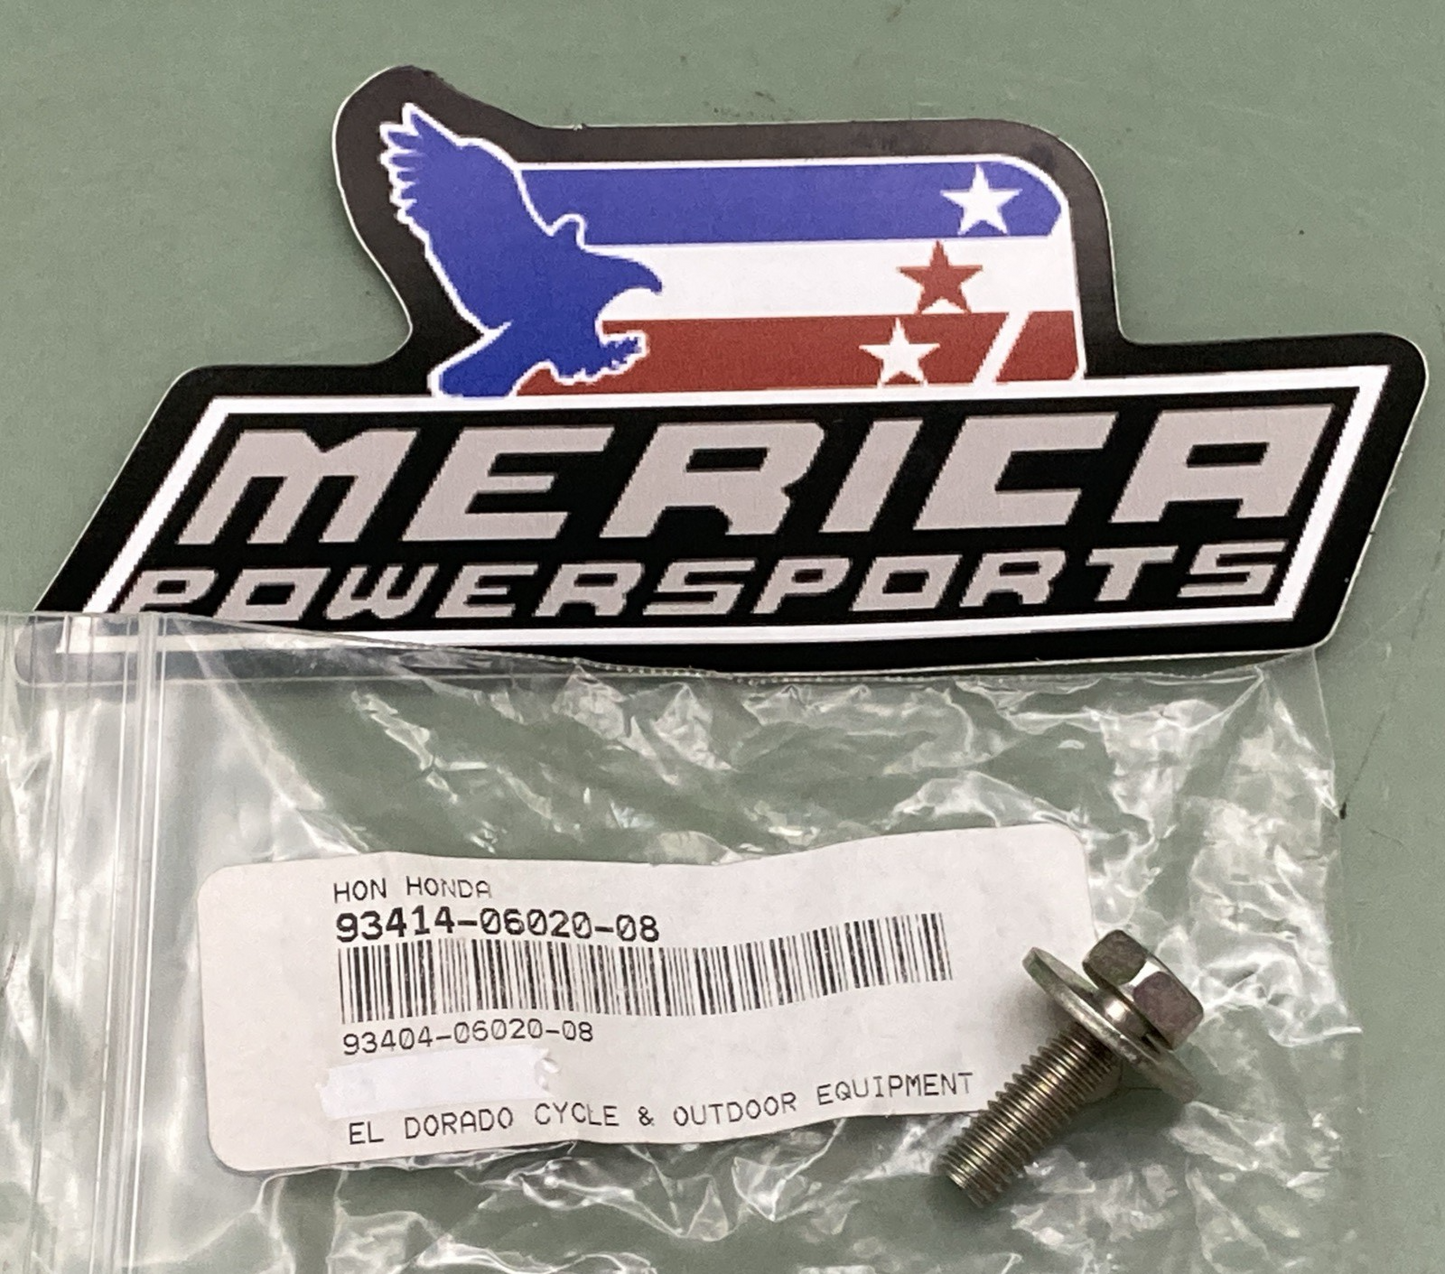 MERICA
POWERSPORTS
HON HONDA
93414-06020-08
93404-06020-08
EL DORADO CYCLE & OUTDOOR EQUIPMENT